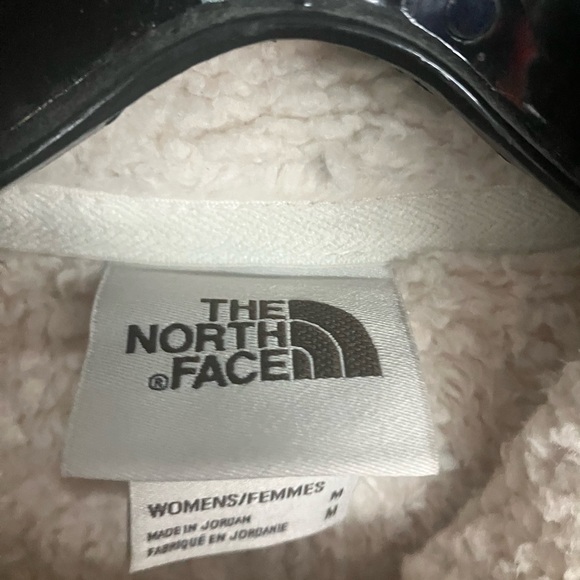 THE
NORTH
®FACE
WOMENS/FEMMES M
MADE IN JORDAN M
FABRIQUÉ EN JORDANIE